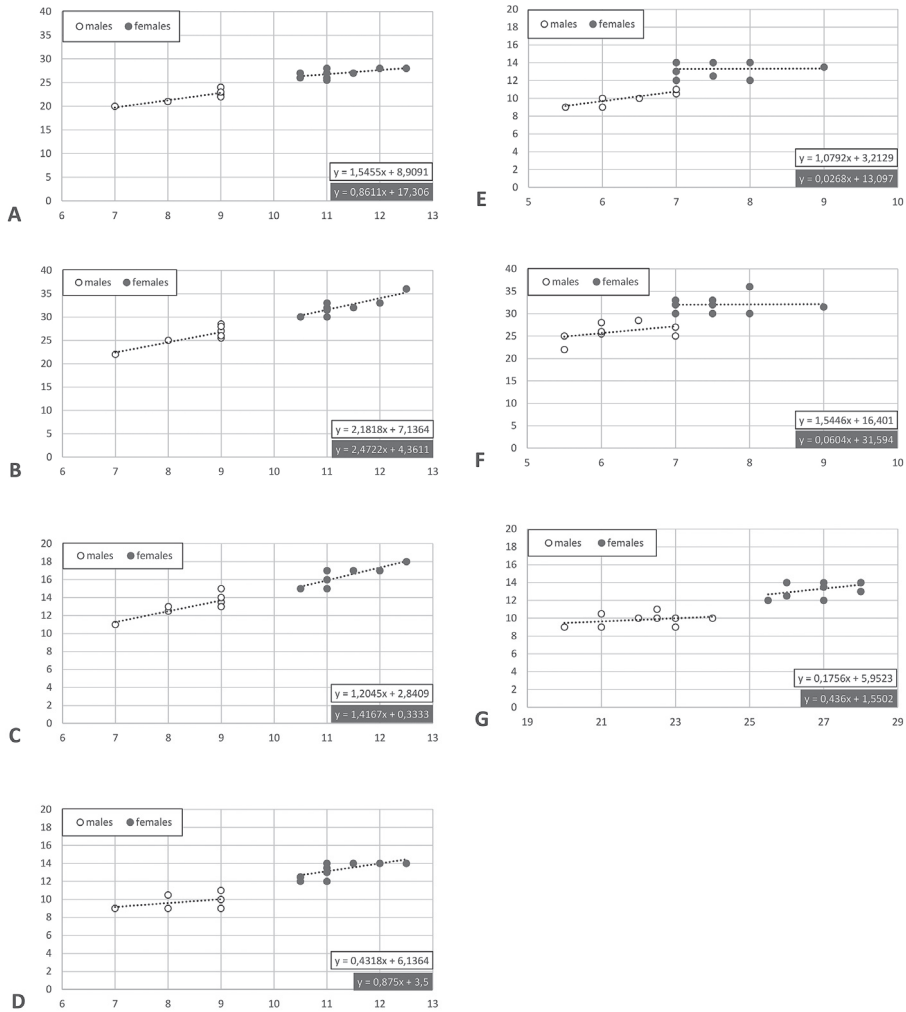 40
35
30
25
20
15
10
5
0
males females
y = 1,5455x + 8,9091
y = 0,8611x + 17,306
6 7 8 9 10 11 12 13
A
40
35
30
25
20
15
10
5
0
males females
y = 2,1818x + 7,1364
y = 2,4722x + 4,3611
6 7 8 9 10 11 12 13
B
20
18
16
14
12
10
8
6
4
2
0
males females
y = 1,2045x + 2,8409
y = 1,4167x + 0,3333
6 7 8 9 10 11 12 13
C
20
18
16
14
12
10
8
6
4
2
0
males females
y = 0,4318x + 6,1364
y = 0,875x + 3,5
6 7 8 9 10 11 12 13
D
20
18
16
14
12
10
8
6
4
2
0
males females
y = 1,0792x + 3,2129
y = 0,0268x + 13,097
5 6 7 8 9 10
E
40
35
30
25
20
15
10
5
0
males females
y = 1,5446x + 16,401
y = 0,0604x + 31,594
5 6 7 8 9 10
F
20
18
16
14
12
10
8
6
4
2
0
males females
y = 0,1756x + 5,9523
y = 0,436x + 1,5502
19 21 23 25 27 29
G